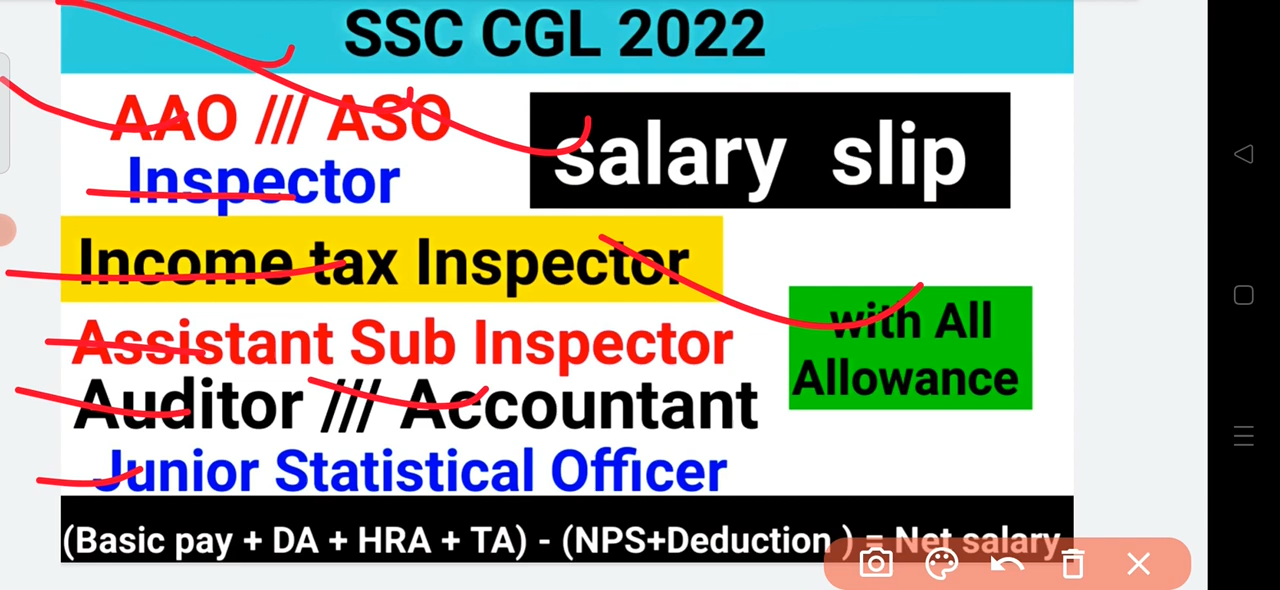 SSC CGL 2022
AAO /// ASO
Inspector
salary slip
Income tax Inspector
Assistant Sub Inspector
with All
Allowance
Auditor /// Accountant
Junior Statistical Officer
(Basic pay + DA + HRA + TA) - (NPS+Deduction ) = Net salary